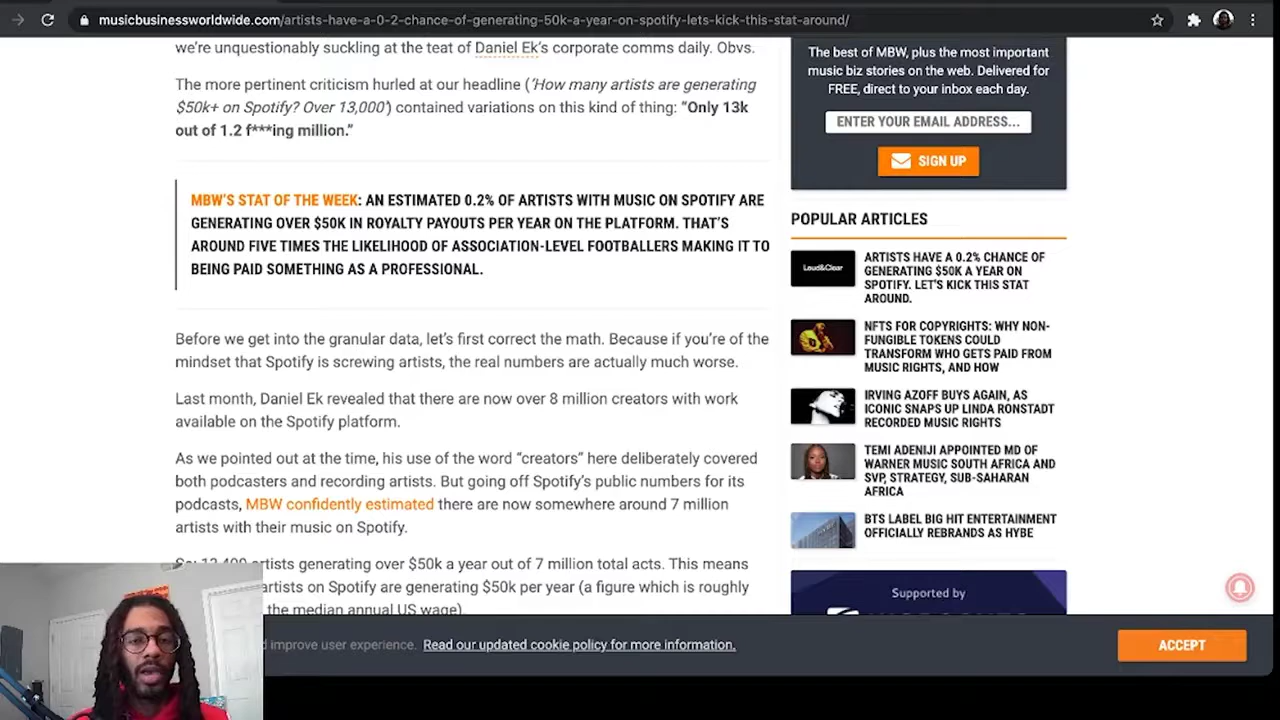 musicbusinessworldwide.com/artists-have-a-0-2-chance-of-generating-50k-a-year-on-spotify-lets-kick-this-stat-around/
we're unquestionably suckling at the teat of Daniel Ek's corporate comms daily. Obvs.
The more pertinent criticism hurled at our headline ('How many artists are generating
$50k+ on Spotify? Over 13,000') contained variations on this kind of thing: "Only 13k
out of 1.2 f***ing million."
MBW'S STAT OF THE WEEK: AN ESTIMATED 0.2% OF ARTISTS WITH MUSIC ON SPOTIFY ARE
GENERATING OVER $50K IN ROYALTY PAYOUTS PER YEAR ON THE PLATFORM. THAT'S
AROUND FIVE TIMES THE LIKELIHOOD OF ASSOCIATION-LEVEL FOOTBALLERS MAKING IT TO
BEING PAID SOMETHING AS A PROFESSIONAL.
Before we get into the granular data, let's first correct the math. Because if you're of the
mindset that Spotify is screwing artists, the real numbers are actually much worse.
Last month, Daniel Ek revealed that there are now over 8 million creators with work
available on the Spotify platform.
As we pointed out at the time, his use of the word "creators" here deliberately covered
both podcasters and recording artists. But going off Spotify's public numbers for its
podcasts, MBW confidently estimated there are now somewhere around 7 million
artists with their music on Spotify.
artists generating over $50k a year out of 7 million total acts. This means
artists on Spotify are generating $50k per year (a figure which is roughly
the median annual US wage).
improve user experience. Read our updated cookie policy for more information.
ACCEPT
The best of MBW, plus the most important
music biz stories on the web. Delivered for
FREE, direct to your inbox each day.
ENTER YOUR EMAIL ADDRESS...
SIGN UP
POPULAR ARTICLES
Loud&Clear
ARTISTS HAVE A 0.2% CHANCE OF
GENERATING $50K A YEAR ON
SPOTIFY. LET'S KICK THIS STAT
AROUND.
NFTS FOR COPYRIGHTS: WHY NON-
FUNGIBLE TOKENS COULD
TRANSFORM WHO GETS PAID FROM
MUSIC RIGHTS, AND HOW
IRVING AZOFF BUYS AGAIN, AS
ICONIC SNAPS UP LINDA RONSTADT
RECORDED MUSIC RIGHTS
TEMI ADENIJI APPOINTED MD OF
WARNER MUSIC SOUTH AFRICA AND
SVP, STRATEGY, SUB-SAHARAN
AFRICA
BTS LABEL BIG HIT ENTERTAINMENT
OFFICIALLY REBRANDS AS HYBE
Supported by